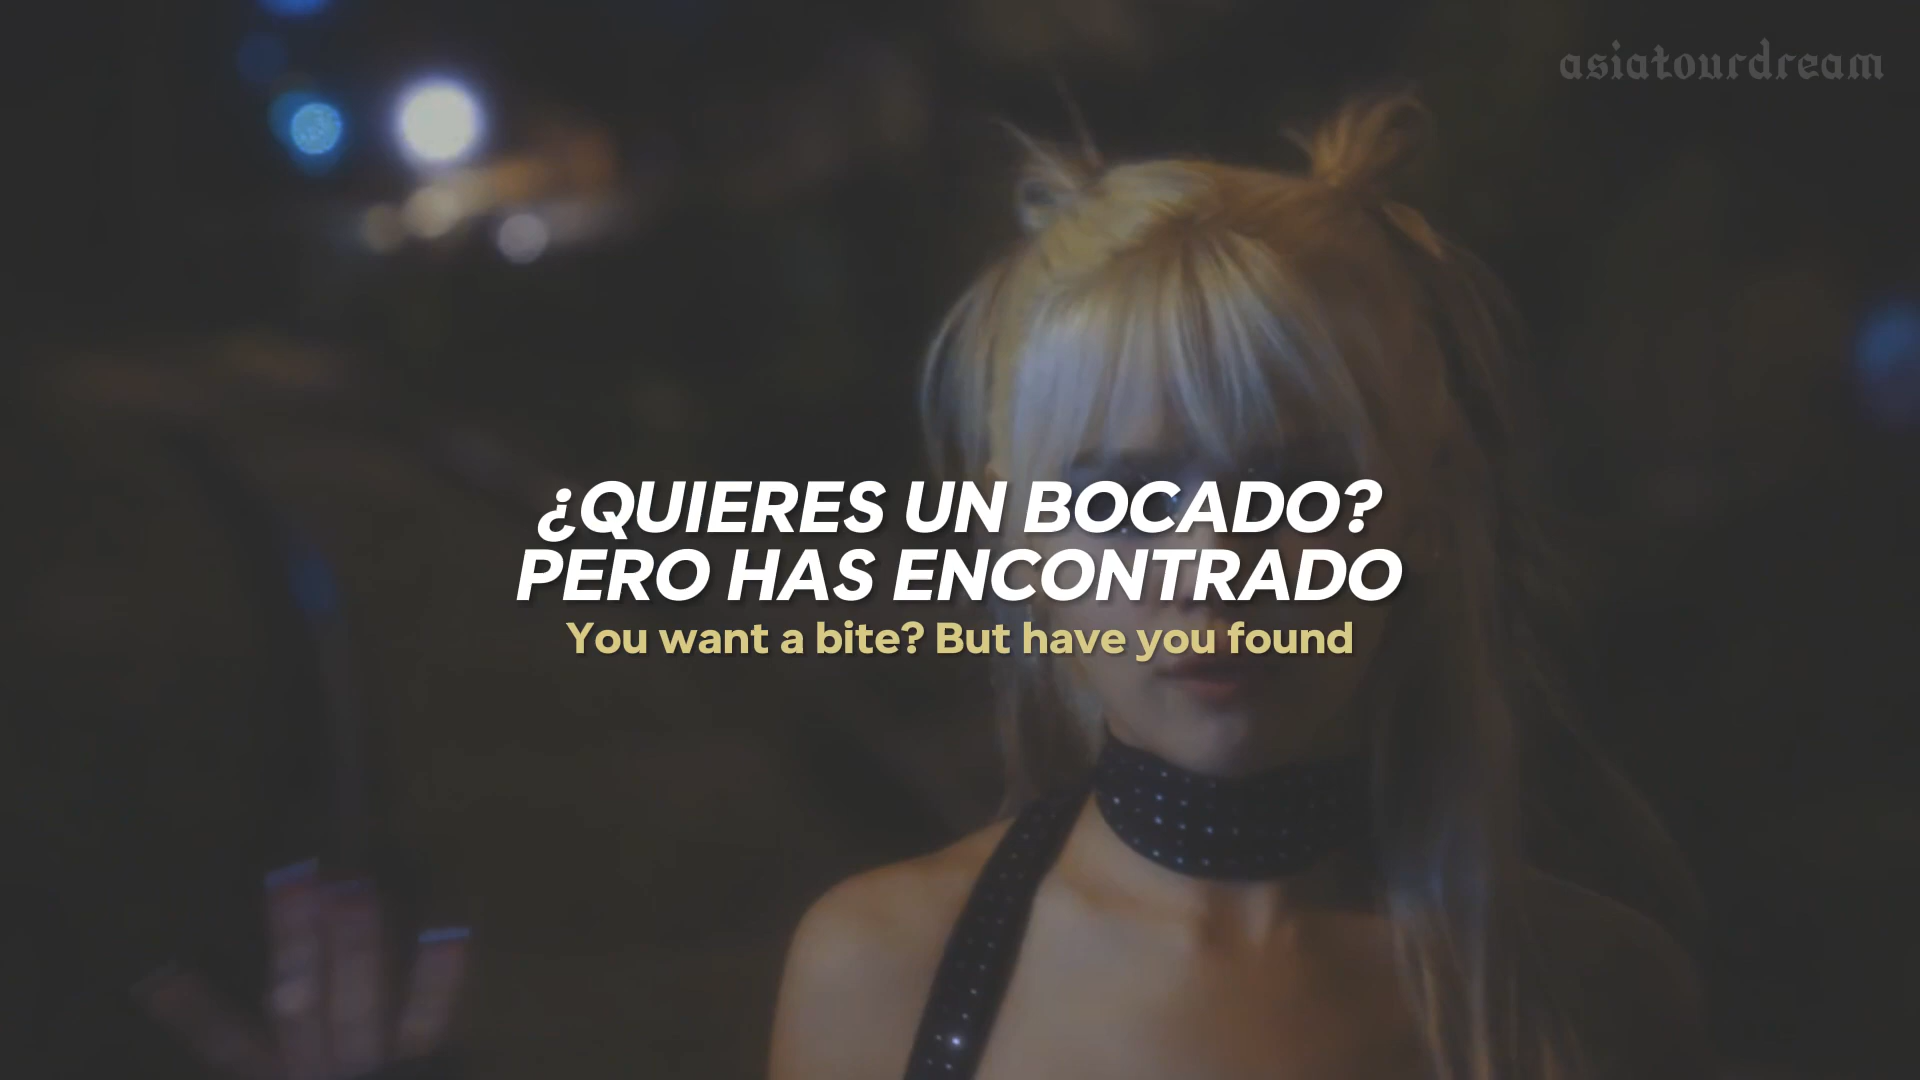 asiatourdream
¿QUIERES UN BOCADO?
PERO HAS ENCONTRADO
You want a bite? But have you found